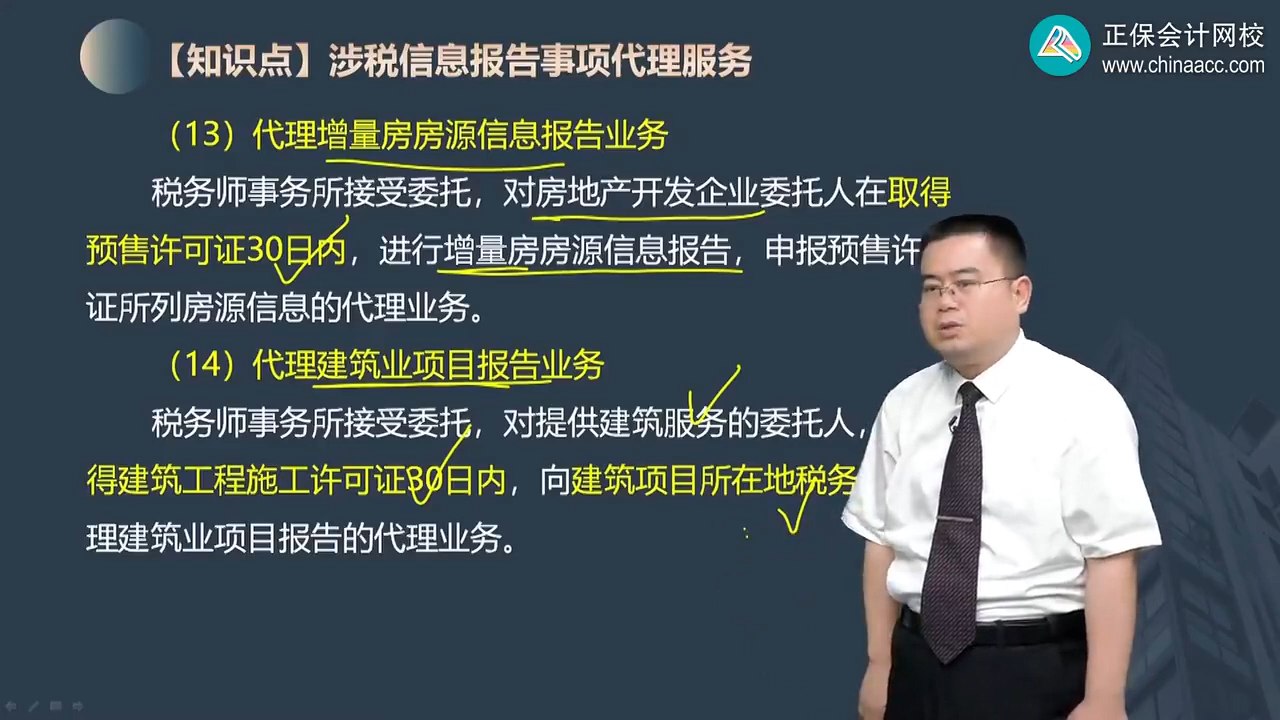 【知识点】涉税信息报告事项代理服务
正保会计网校
www.chinaacc.com
（13）代理增量房房源信息报告业务
税务师事务所接受委托，对房地产开发企业委托人在取得
预售许可证30日内，进行增量房房源信息报告，申报预售许
证所列房源信息的代理业务。
（14）代理建筑业项目报告业务
税务师事务所接受委托，对提供建筑服务的委托人，
得建筑工程施工许可证30日内，向建筑项目所在地税务
理建筑业项目报告的代理业务。